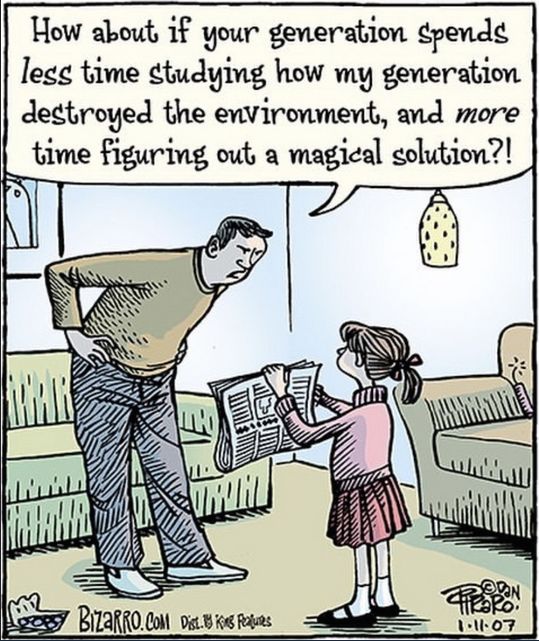 How about if your generation spends
less time studying how my generation
destroyed the environment, and more
time figuring out a magical solution?!
BIZARRO.COM Dist. by King Features
© DAN
PIRARO.
1·11·07